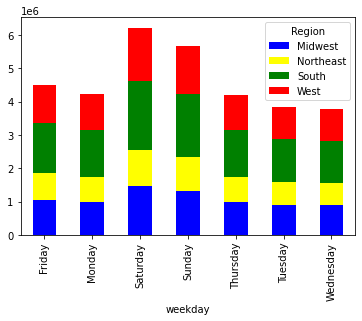 1e6
Region
Midwest
Northeast
South
West
6
5
4
3
2
1
0
Friday
Monday
Saturday
Sunday
Thursday
Tuesday
Wednesday
weekday